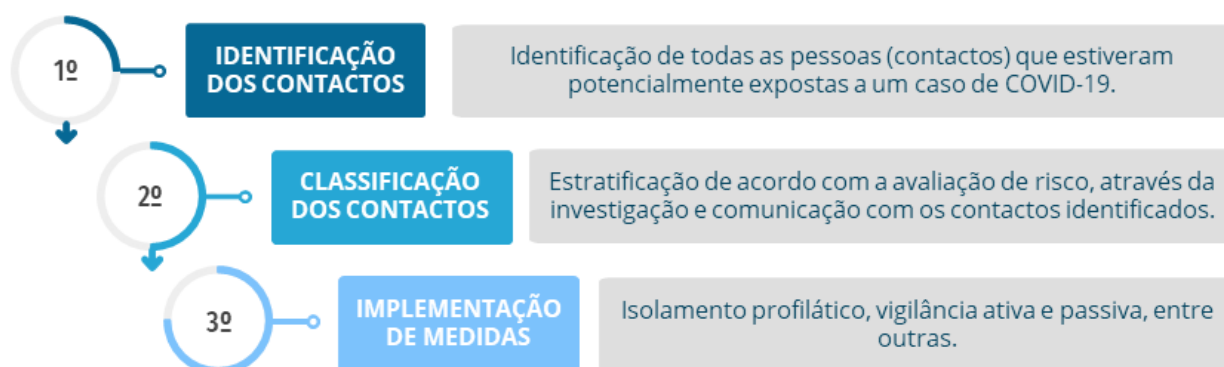 1º
IDENTIFICAÇÃO
DOS CONTACTOS
Identificação de todas as pessoas (contactos) que estiveram
potencialmente expostas a um caso de COVID-19.
2º
CLASSIFICAÇÃO
DOS CONTACTOS
Estratificação de acordo com a avaliação de risco, através da
investigação e comunicação com os contactos identificados.
3º
IMPLEMENTAÇÃO
DE MEDIDAS
Isolamento profilático, vigilância ativa e passiva, entre
outras.